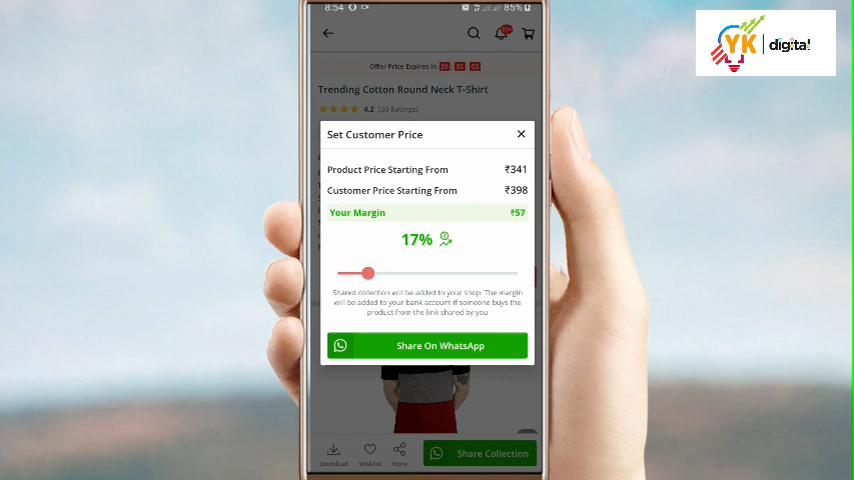 8:54
85%
YK digital
Offer Price Expires in
Trending Cotton Round Neck T-Shirt
4.2 (30 Ratings)
Set Customer Price
Product Price Starting From ₹341
Customer Price Starting From ₹398
Your Margin ₹57
17%
Shared collection will be added to your shop. The margin
will be added to your bank account if someone buys the
product from the link shared by you
Share On WhatsApp
Download Wishlist More Share Collection